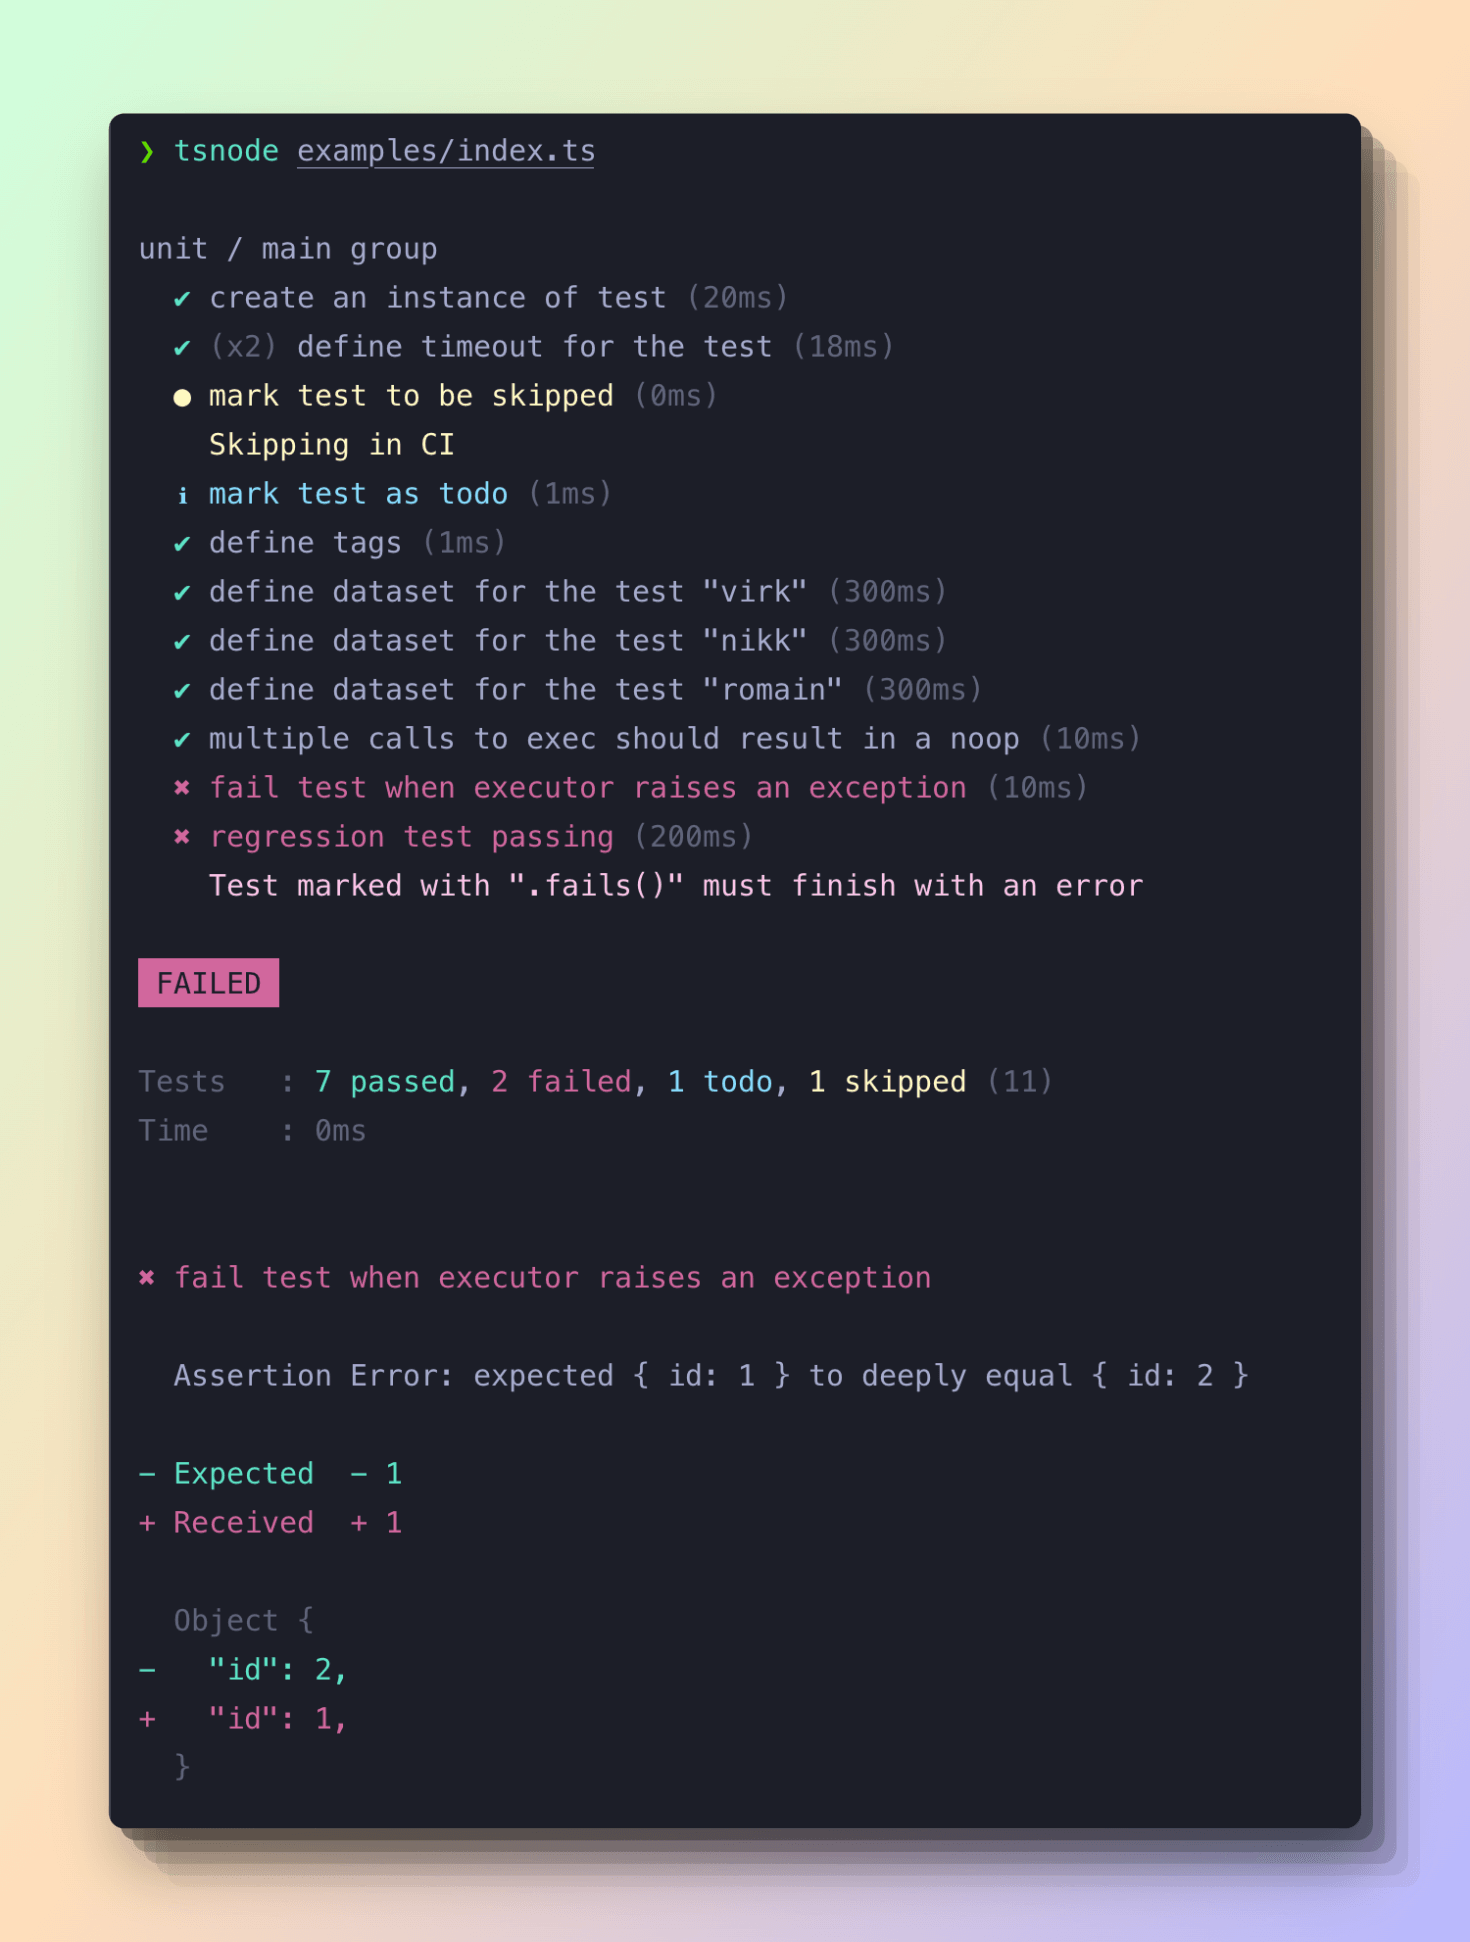 ❯ tsnode examples/index.ts
unit / main group
✔ create an instance of test (20ms)
✔ (x2) define timeout for the test (18ms)
● mark test to be skipped (0ms)
Skipping in CI
ℹ mark test as todo (1ms)
✔ define tags (1ms)
✔ define dataset for the test "virk" (300ms)
✔ define dataset for the test "nikk" (300ms)
✔ define dataset for the test "romain" (300ms)
✔ multiple calls to exec should result in a noop (10ms)
✖ fail test when executor raises an exception (10ms)
✖ regression test passing (200ms)
Test marked with ".fails()" must finish with an error
FAILED
Tests : 7 passed, 2 failed, 1 todo, 1 skipped (11)
Time : 0ms
✖ fail test when executor raises an exception
Assertion Error: expected { id: 1 } to deeply equal { id: 2 }
- Expected - 1
+ Received + 1
Object {
- "id": 2,
+ "id": 1,
}